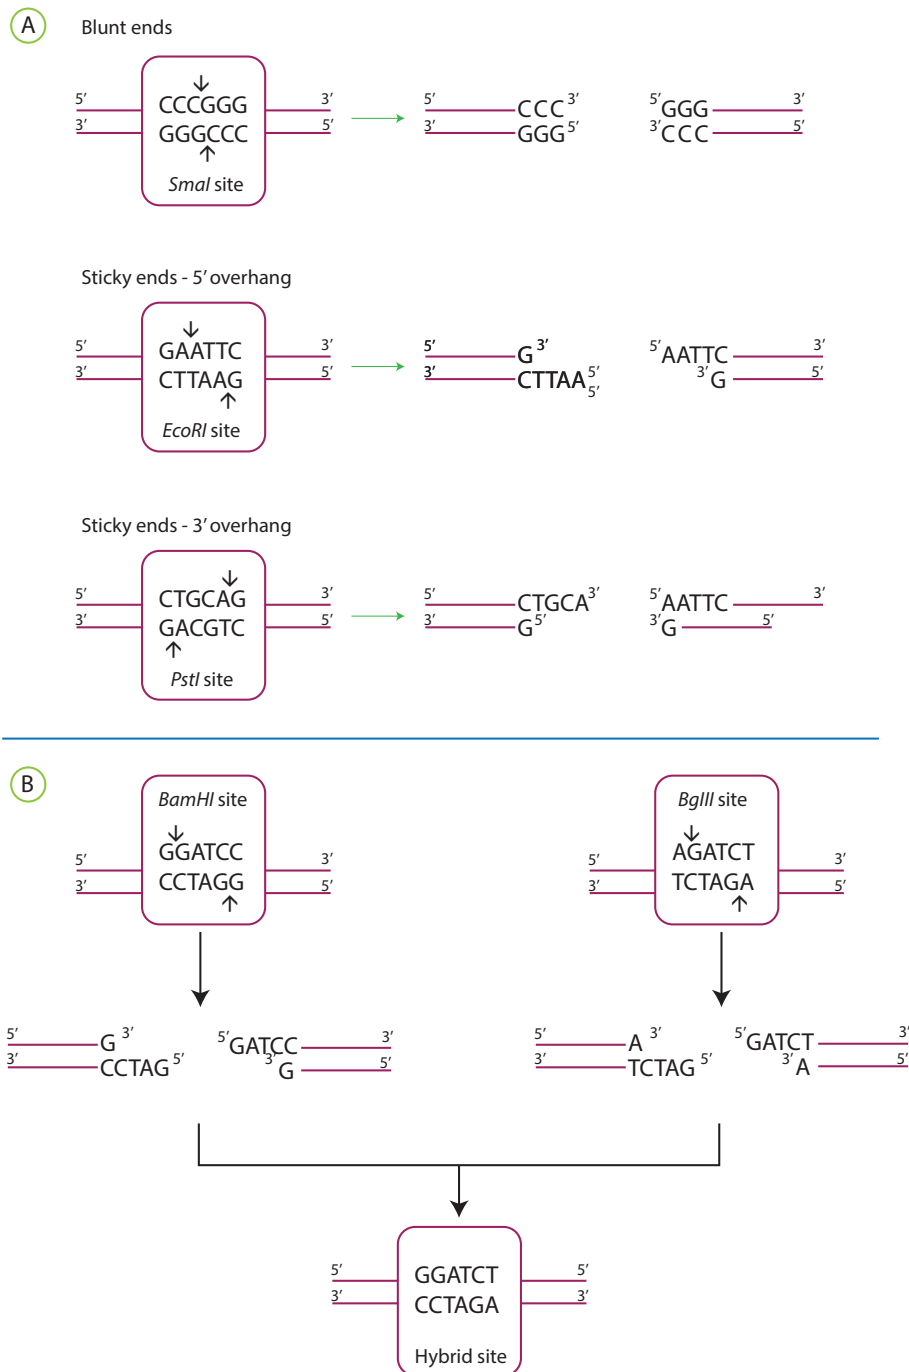 A Blunt ends
5’ CCCGGG 3’ 5’ CCC 3’ 5’ GGG 3’
3’ GGGCCC 5’ 3’ GGG 5’ 3’ CCC 5’
SmaI site
Sticky ends - 5’ overhang
5’ GAATTC 3’ 5’ G 3’ 5’ AATTC 3’
3’ CTTAAG 5’ 3’ CTTAA 5’ 5’ 3’ G 5’
EcoRI site
Sticky ends - 3’ overhang
5’ CTGCAG 3’ 5’ CTGCA 3’ 5’ AATTC 3’
3’ GACGTC 5’ 3’ G 5’ 3’ G 5’
PstI site
B
BamHI site BglII site
5’ GGATCC 3’ 5’ AGATCT 3’
3’ CCTAGG 5’ 3’ TCTAGA 5’
5’ G 3’ 5’ GATCC 3’ 5’ A 3’ 5’ GATCT 3’
3’ CCTAG 5’ 3’ G 5’ 3’ TCTAG 5’ 3’ A 5’
5’ GGATCT 5’
3’ CCTAGA 3’
Hybrid site